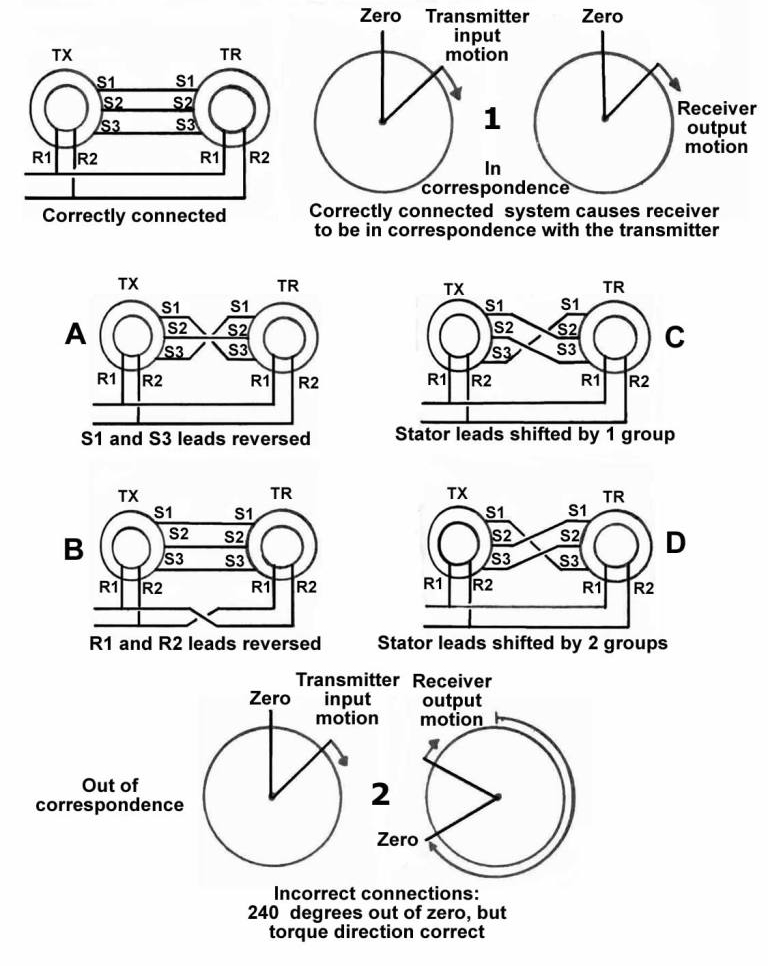 Zero
Transmitter
input
motion
Zero
TX
TR
S1
S1
S2
S2
S3
S3
R1
R2
R1
R2
1
Receiver
output
motion
In
correspondence
Correctly connected
Correctly connected system causes receiver
to be in correspondence with the transmitter
TX
TR
A
S1
S1
S2
S2
S3
S3
R1
R2
R1
R2
S1 and S3 leads reversed
TX
TR
C
S1
S1
S2
S2
S3
S3
R1
R2
R1
R2
Stator leads shifted by 1 group
TX
TR
B
S1
S1
S2
S2
S3
S3
R1
R2
R1
R2
R1 and R2 leads reversed
TX
TR
D
S1
S1
S2
S2
S3
S3
R1
R2
R1
R2
Stator leads shifted by 2 groups
Zero
Transmitter
input
motion
Receiver
output
motion
Out of
correspondence
2
Zero
Incorrect connections:
240 degrees out of zero, but
torque direction correct